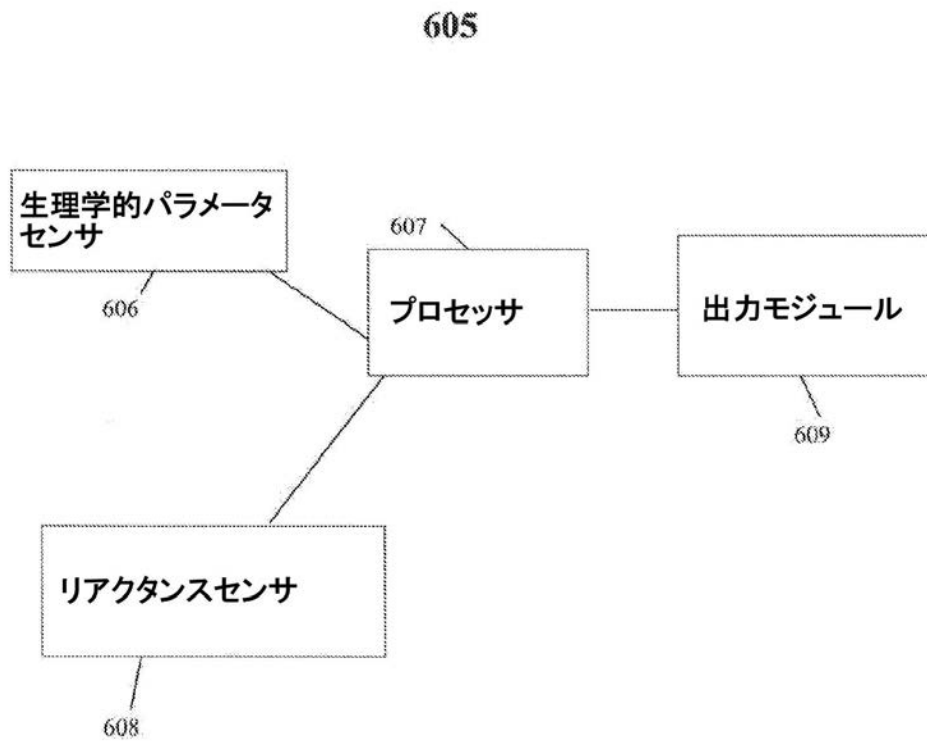 605
生理学的パラメータ
センサ
606
607
プロセッサ
出力モジュール
609
リアクタンスセンサ
608